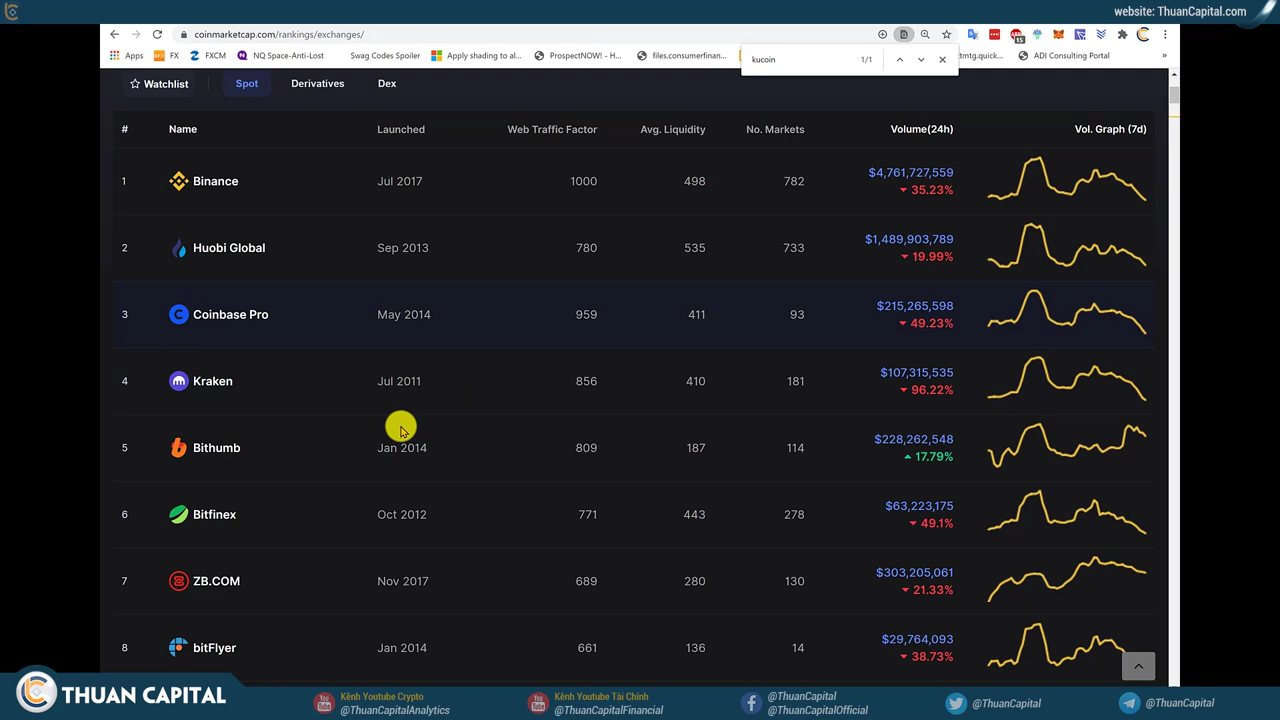 website: ThuanCapital.com
coinmarketcap.com/rankings/exchanges/
Apps FX FXCM NQ Space-Anti-Lost Swag Codes Spoiler Apply shading to al... ProspectNOW! – H... files.consumerfinan... tmtg.quick... ADI Consulting Portal »
kucoin 1/1
Watchlist Spot Derivatives Dex
# Name Launched Web Traffic Factor Avg. Liquidity No. Markets Volume(24h) Vol. Graph (7d)
1 Binance Jul 2017 1000 498 782 $4,761,727,559
35.23%
2 Huobi Global Sep 2013 780 535 733 $1,489,903,789
19.99%
3 Coinbase Pro May 2014 959 411 93 $215,265,598
49.23%
4 Kraken Jul 2011 856 410 181 $107,315,535
96.22%
5 Bithumb Jan 2014 809 187 114 $228,262,548
17.79%
6 Bitfinex Oct 2012 771 443 278 $63,223,175
49.1%
7 ZB.COM Nov 2017 689 280 130 $303,205,061
21.33%
8 bitFlyer Jan 2014 661 136 14 $29,764,093
38.73%
THUAN CAPITAL
Kênh Youtube Crypto
@ThuanCapitalAnalytics
Kênh Youtube Tài Chính
@ThuanCapitalFinancial
@ThuanCapital
@ThuanCapitalOfficial
@ThuanCapital
@ThuanCapital